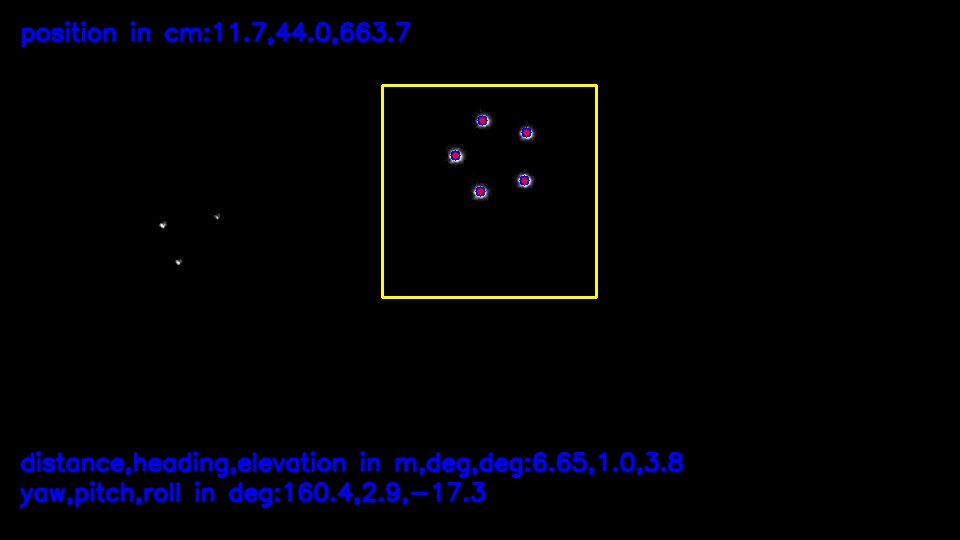 position in cm:11.7,44.0,663.7
distance,heading,elevation in m,deg,deg:6.65,1.0,3.8
yaw,pitch,roll in deg:160.4,2.9,-17.3